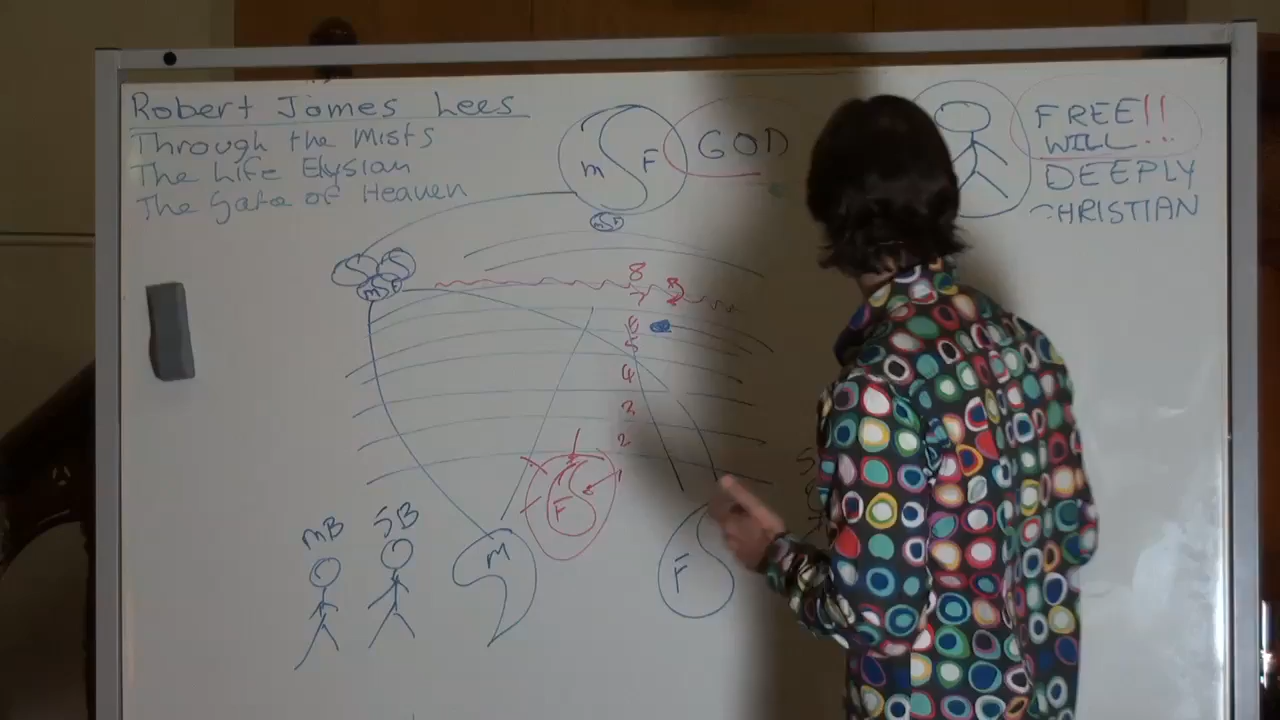 Robert James Lees
Through the Mists
The Life Elysian
The Gate of Heaven
m F
GOD
FREE!!
WILL!!!
DEEPLY
CHRISTIAN
8
7
6
5
4
3
2
1
F
MB
SB
M
F